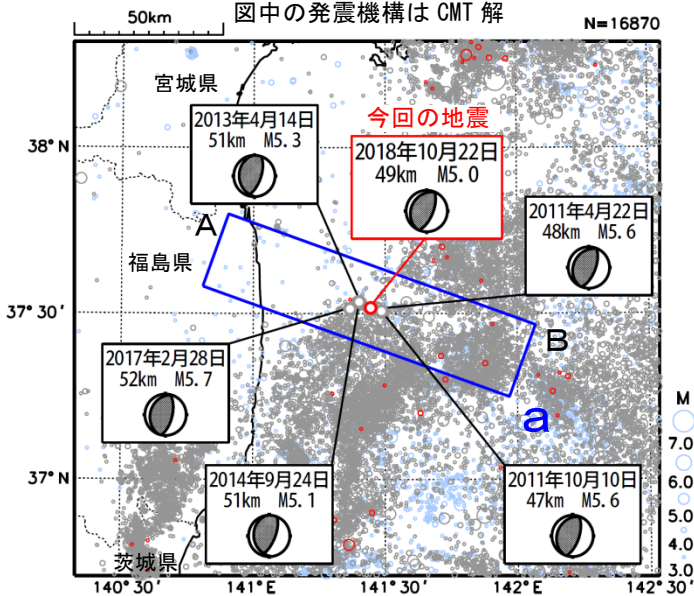 50km
図中の発震機構は CMT 解
N=16870
宮城県
今回の地震
2013年4月14日
51km M5.3
2018年10月22日
49km M5.0
38° N
2011年4月22日
48km M5.6
A
福島県
37° 30′
B
2017年2月28日
52km M5.7
a
M
7.0
6.0
5.0
4.0
3.0
37° N
2014年9月24日
51km M5.1
2011年10月10日
47km M5.6
茨城県
140° 30′
141° E
141° 30′
142° E
142° 30′